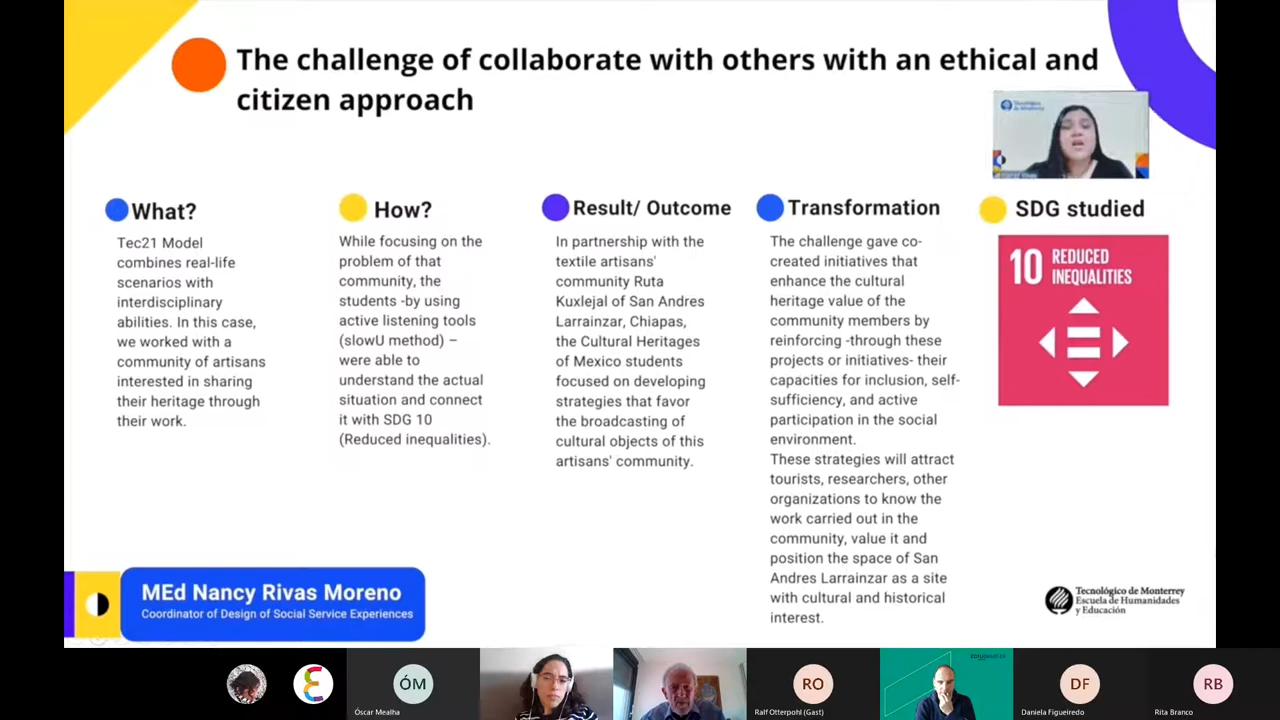 The challenge of collaborate with others with an ethical and
citizen approach
Tecnológico
de Monterrey
What?
Tec21 Model
combines real-life
scenarios with
interdisciplinary
abilities. In this case,
we worked with a
community of artisans
interested in sharing
their heritage through
their work.
How?
While focusing on the
problem of that
community, the
students -by using
active listening tools
(slowU method) –
were able to
understand the actual
situation and connect
it with SDG 10
(Reduced inequalities).
Result/ Outcome
In partnership with the
textile artisans'
community Ruta
Kuxlejal of San Andres
Larrainzar, Chiapas,
the Cultural Heritages
of Mexico students
focused on developing
strategies that favor
the broadcasting of
cultural objects of this
artisans' community.
Transformation
The challenge gave co-
created initiatives that
enhance the cultural
heritage value of the
community members by
reinforcing -through these
projects or initiatives- their
capacities for inclusion, self-
sufficiency, and active
participation in the social
environment.
These strategies will attract
tourists, researchers, other
organizations to know the
work carried out in the
community, value it and
position the space of San
Andres Larrainzar as a site
with cultural and historical
interest.
SDG studied
10 REDUCED
INEQUALITIES
MEd Nancy Rivas Moreno
Coordinator of Design of Social Service Experiences
Tecnológico de Monterrey
Escuela de Humanidades
y Educación
ÓM
Óscar Mealha
RO
Ralf Otterpohl (Gast)
DF
Daniela Figueiredo
RB
Rita Branco